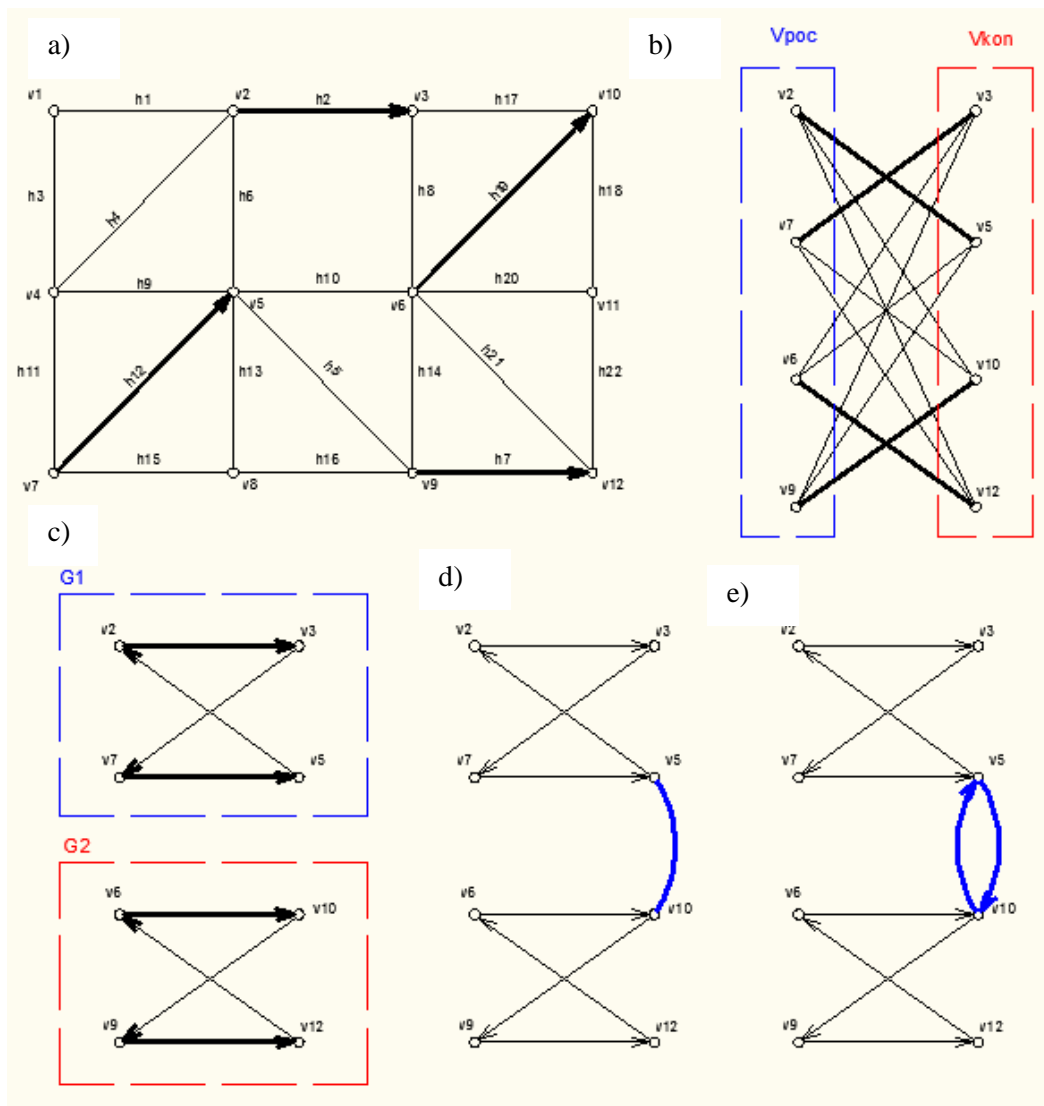 a)
b)
Vpoc
Vkon
v1
h1
v2
h2
v3
h17
v10
h3
h4
h6
h8
h19
h18
v4
h9
v5
h10
v6
h20
v11
h11
h12
h13
h5
h14
h21
h22
v7
h15
v8
h16
v9
h7
v12
v2
v3
v7
v5
v6
v10
v9
v12
c)
G1
v2
v3
v7
v5
G2
v6
v10
v9
v12
d)
v2
v3
v7
v5
v6
v10
v9
v12
e)
v2
v3
v7
v5
v6
v10
v9
v12